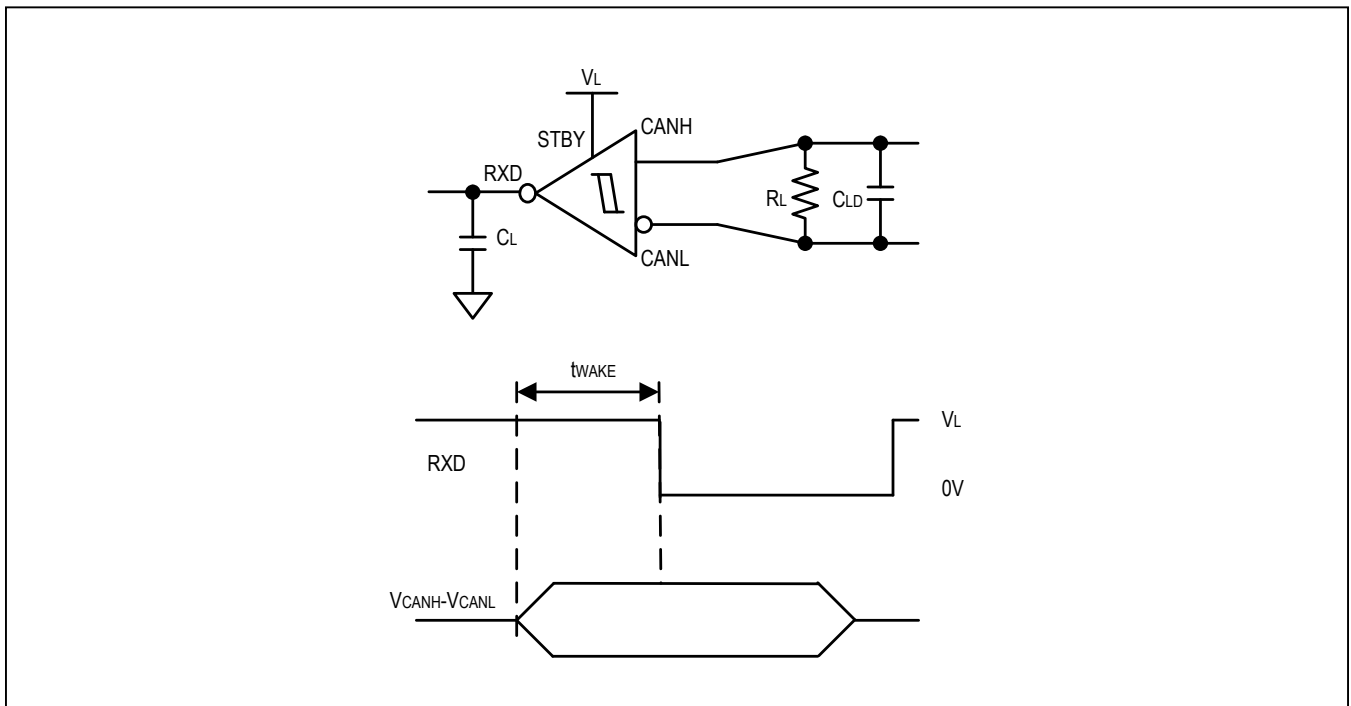 VL
STBY
CANH
RXD
RL
CLD
CL
CANL
tWAKE
VL
RXD
0V
VCANH-VCANL